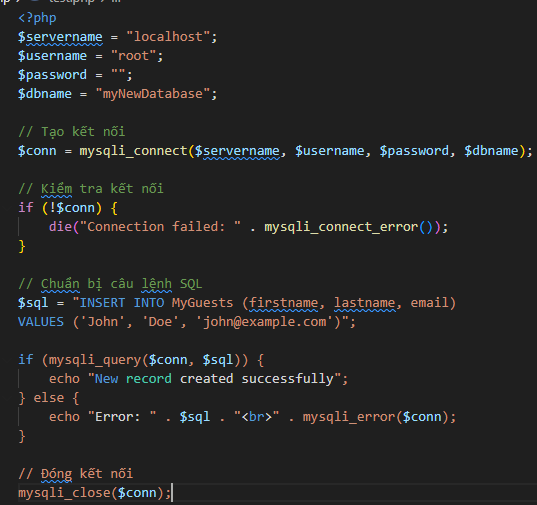 <?php
$servername = "localhost";
$username = "root";
$password = "";
$dbname = "myNewDatabase";
// Tạo kết nối
$conn = mysqli_connect($servername, $username, $password, $dbname);
// Kiểm tra kết nối
if (!$conn) {
die("Connection failed: " . mysqli_connect_error());
}
// Chuẩn bị câu lệnh SQL
$sql = "INSERT INTO MyGuests (firstname, lastname, email)
VALUES ('John', 'Doe', 'john@example.com')";
if (mysqli_query($conn, $sql)) {
echo "New record created successfully";
} else {
echo "Error: " . $sql . "<br>" . mysqli_error($conn);
}
// Đóng kết nối
mysqli_close($conn);